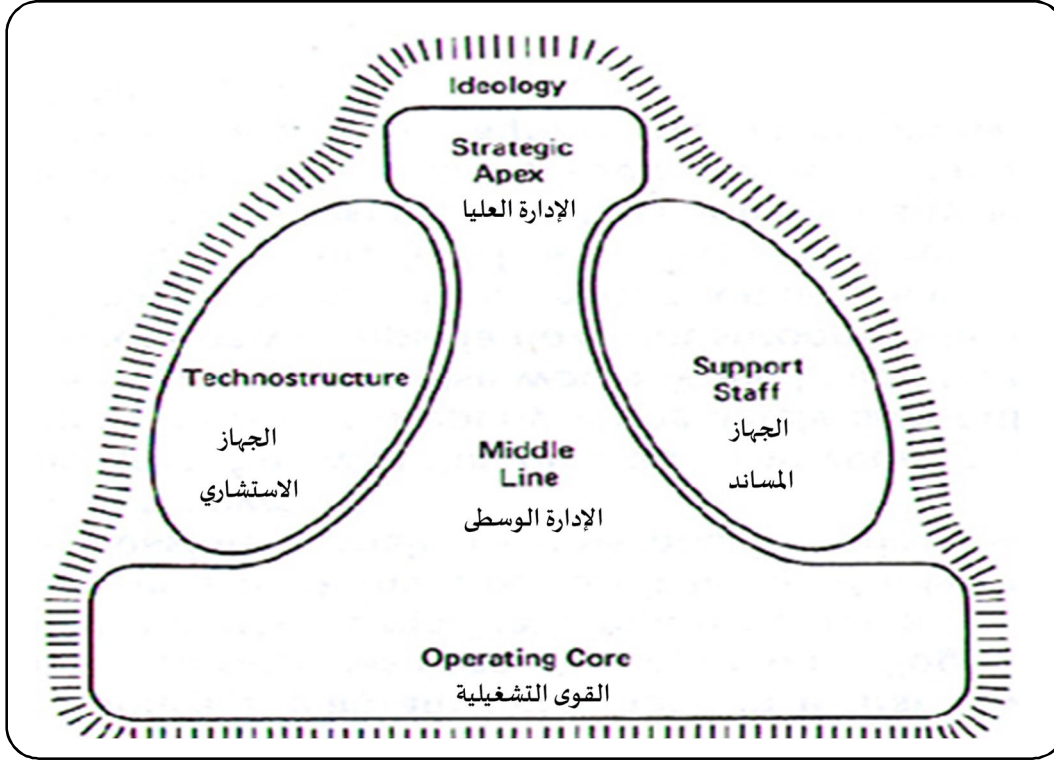 Ideology
Strategic
Apex
الإدارة العليا
Technostructure
الجهاز
الاستشاري
Support
Staff
الجهاز
المساند
Middle
Line
الإدارة الوسطى
Operating Core
القوى التشغيلية